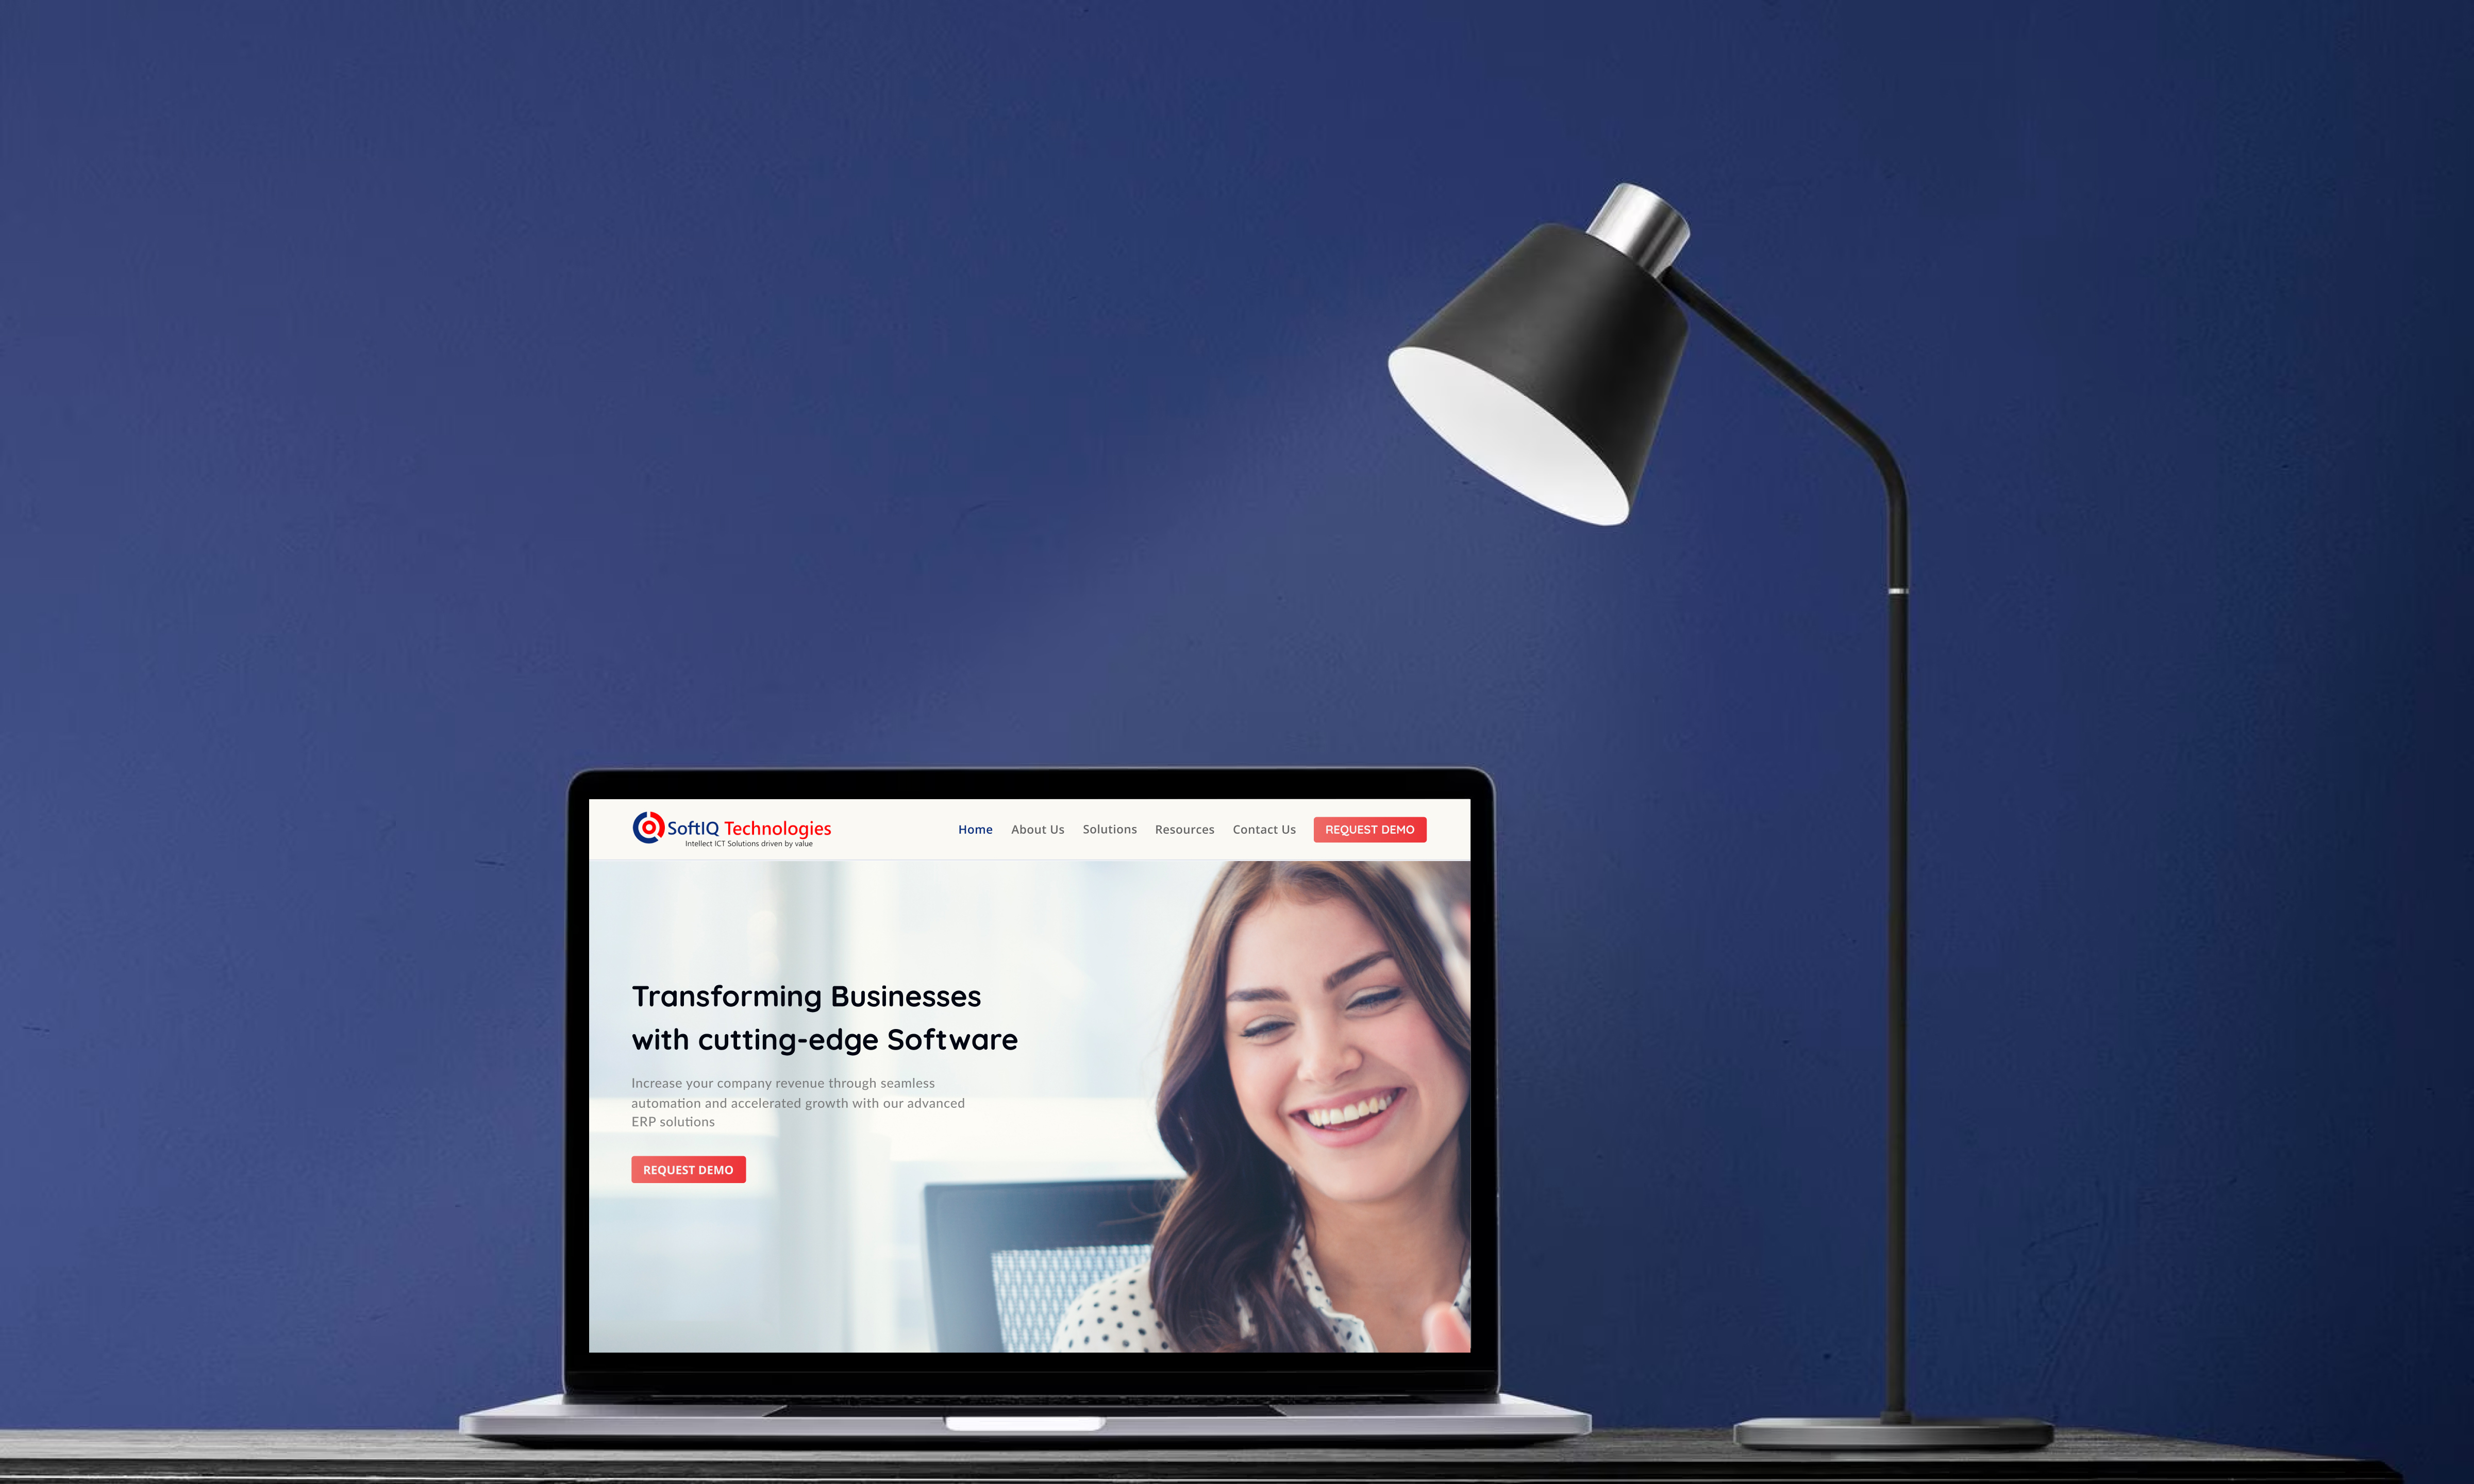 SoftIQ Technologies
Intellect ICT Solutions driven by value
Home About Us Solutions Resources Contact Us REQUEST DEMO
Transforming Businesses
with cutting-edge Software
Increase your company revenue through seamless
automation and accelerated growth with our advanced
ERP solutions
REQUEST DEMO